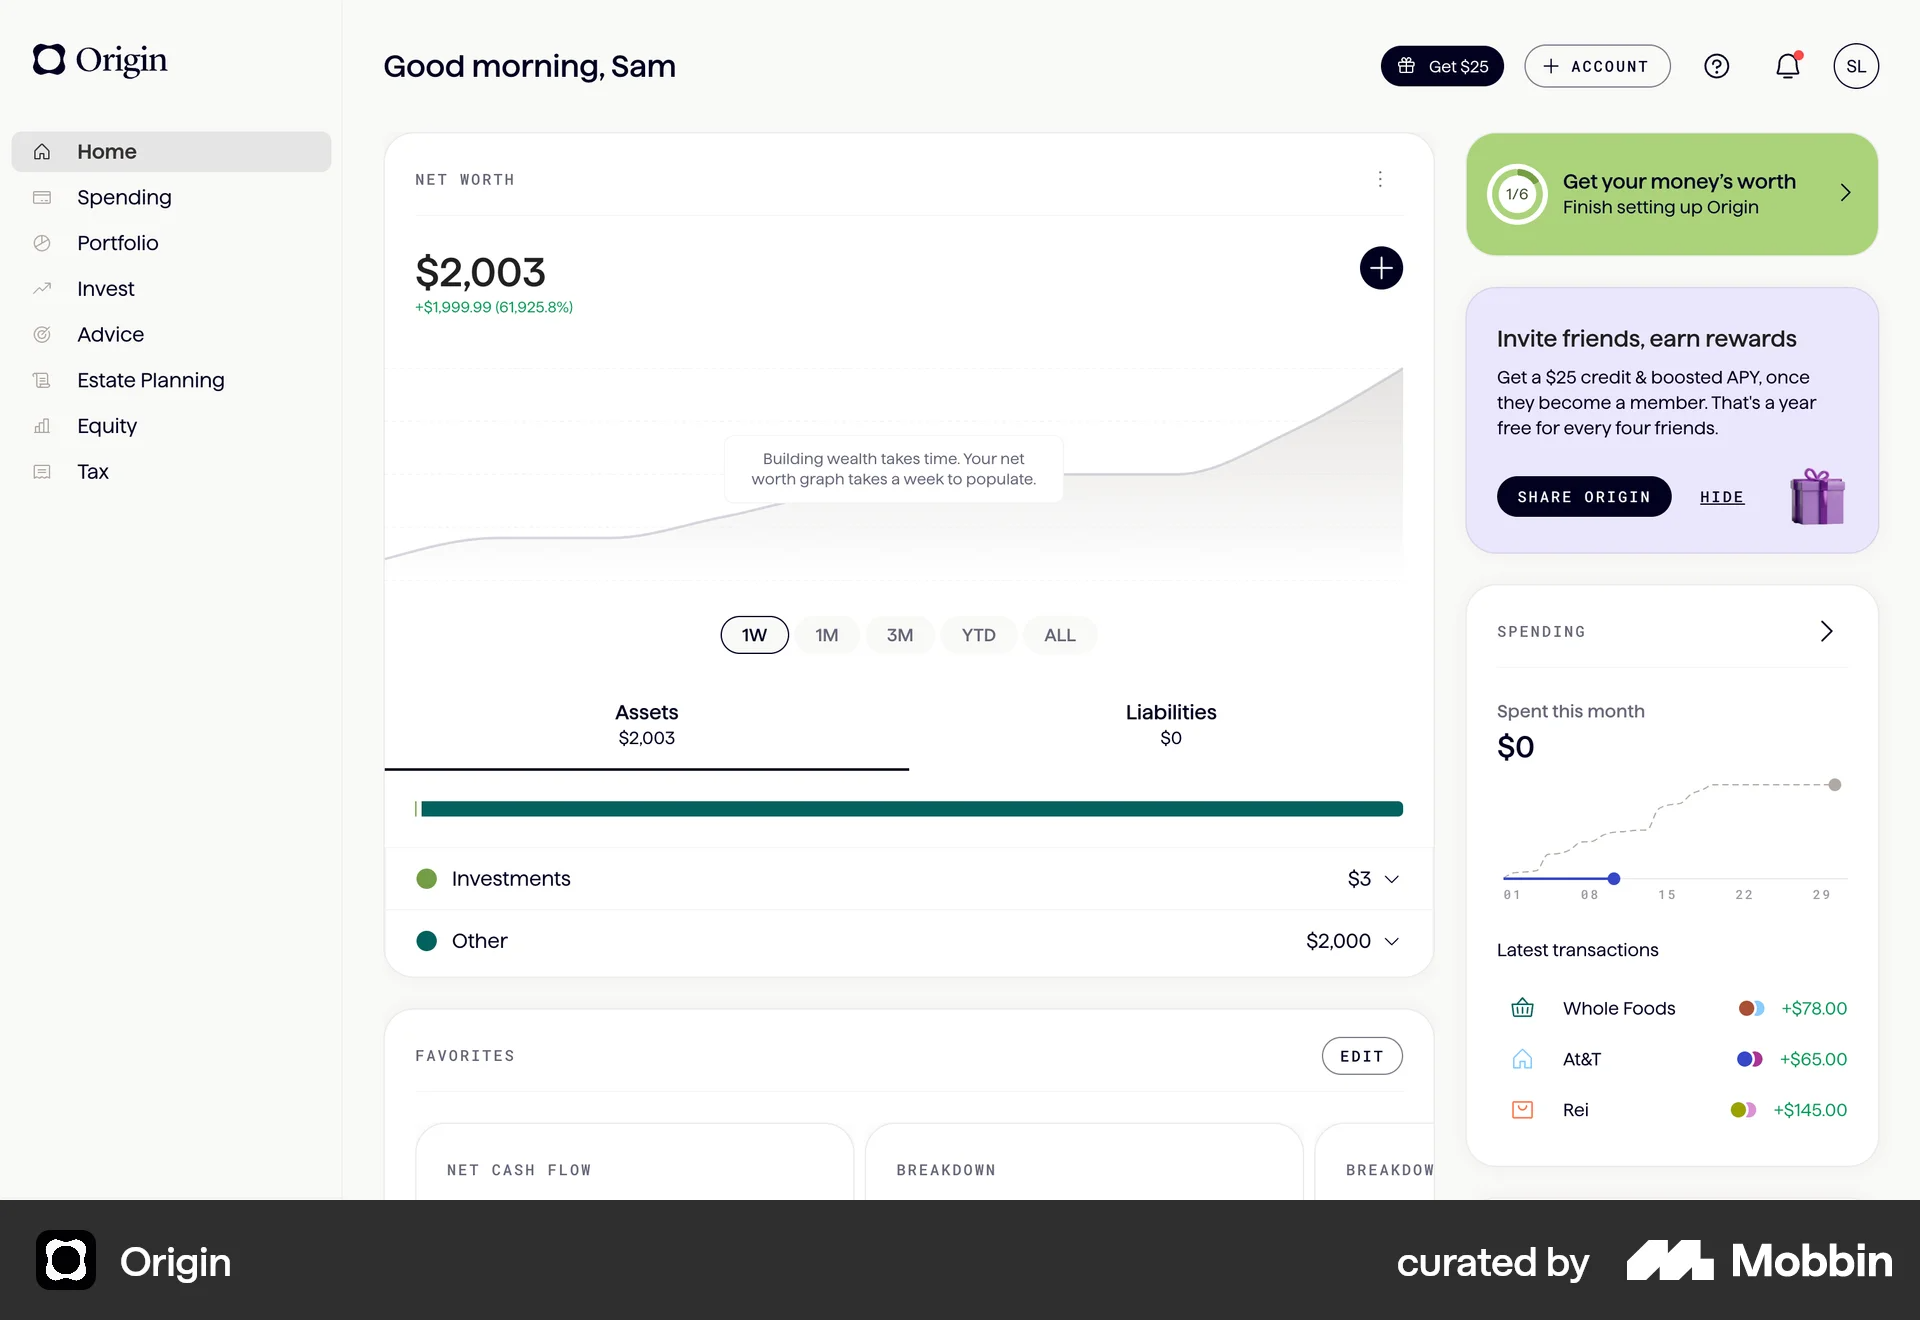 Origin
Home
Spending
Portfolio
Invest
Advice
Estate Planning
Equity
Tax
Good morning, Sam
Get $25
+ ACCOUNT
SL
NET WORTH
$2,003
+$1,999.99 (61,925.8%)
Building wealth takes time. Your net
worth graph takes a week to populate.
1W
1M
3M
YTD
ALL
Assets
$2,003
Liabilities
$0
Investments
$3
Other
$2,000
FAVORITES
EDIT
NET CASH FLOW
BREAKDOWN
BREAKDOW
1/6
Get your money’s worth
Finish setting up Origin
Invite friends, earn rewards
Get a $25 credit & boosted APY, once
they become a member. That's a year
free for every four friends.
SHARE ORIGIN
HIDE
SPENDING
Spent this month
$0
01 08 15 22 29
Latest transactions
Whole Foods +$78.00
At&T +$65.00
Rei +$145.00
Origin
curated by Mobbin